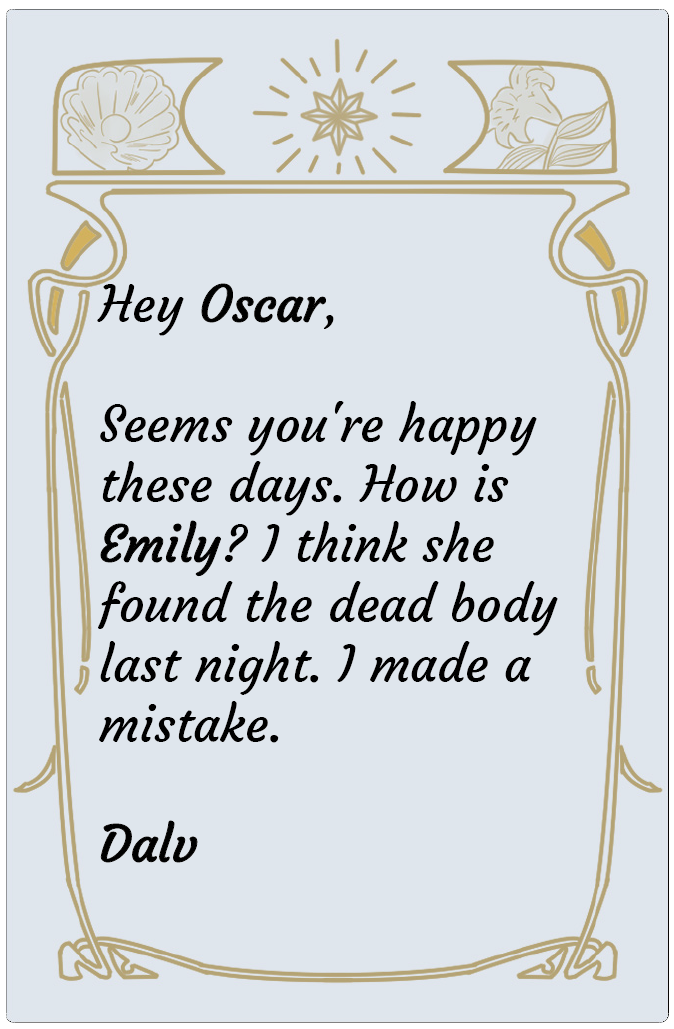 Hey Oscar,
Seems you're happy
these days. How is
Emily? I think she
found the dead body
last night. I made a
mistake.
Dalv